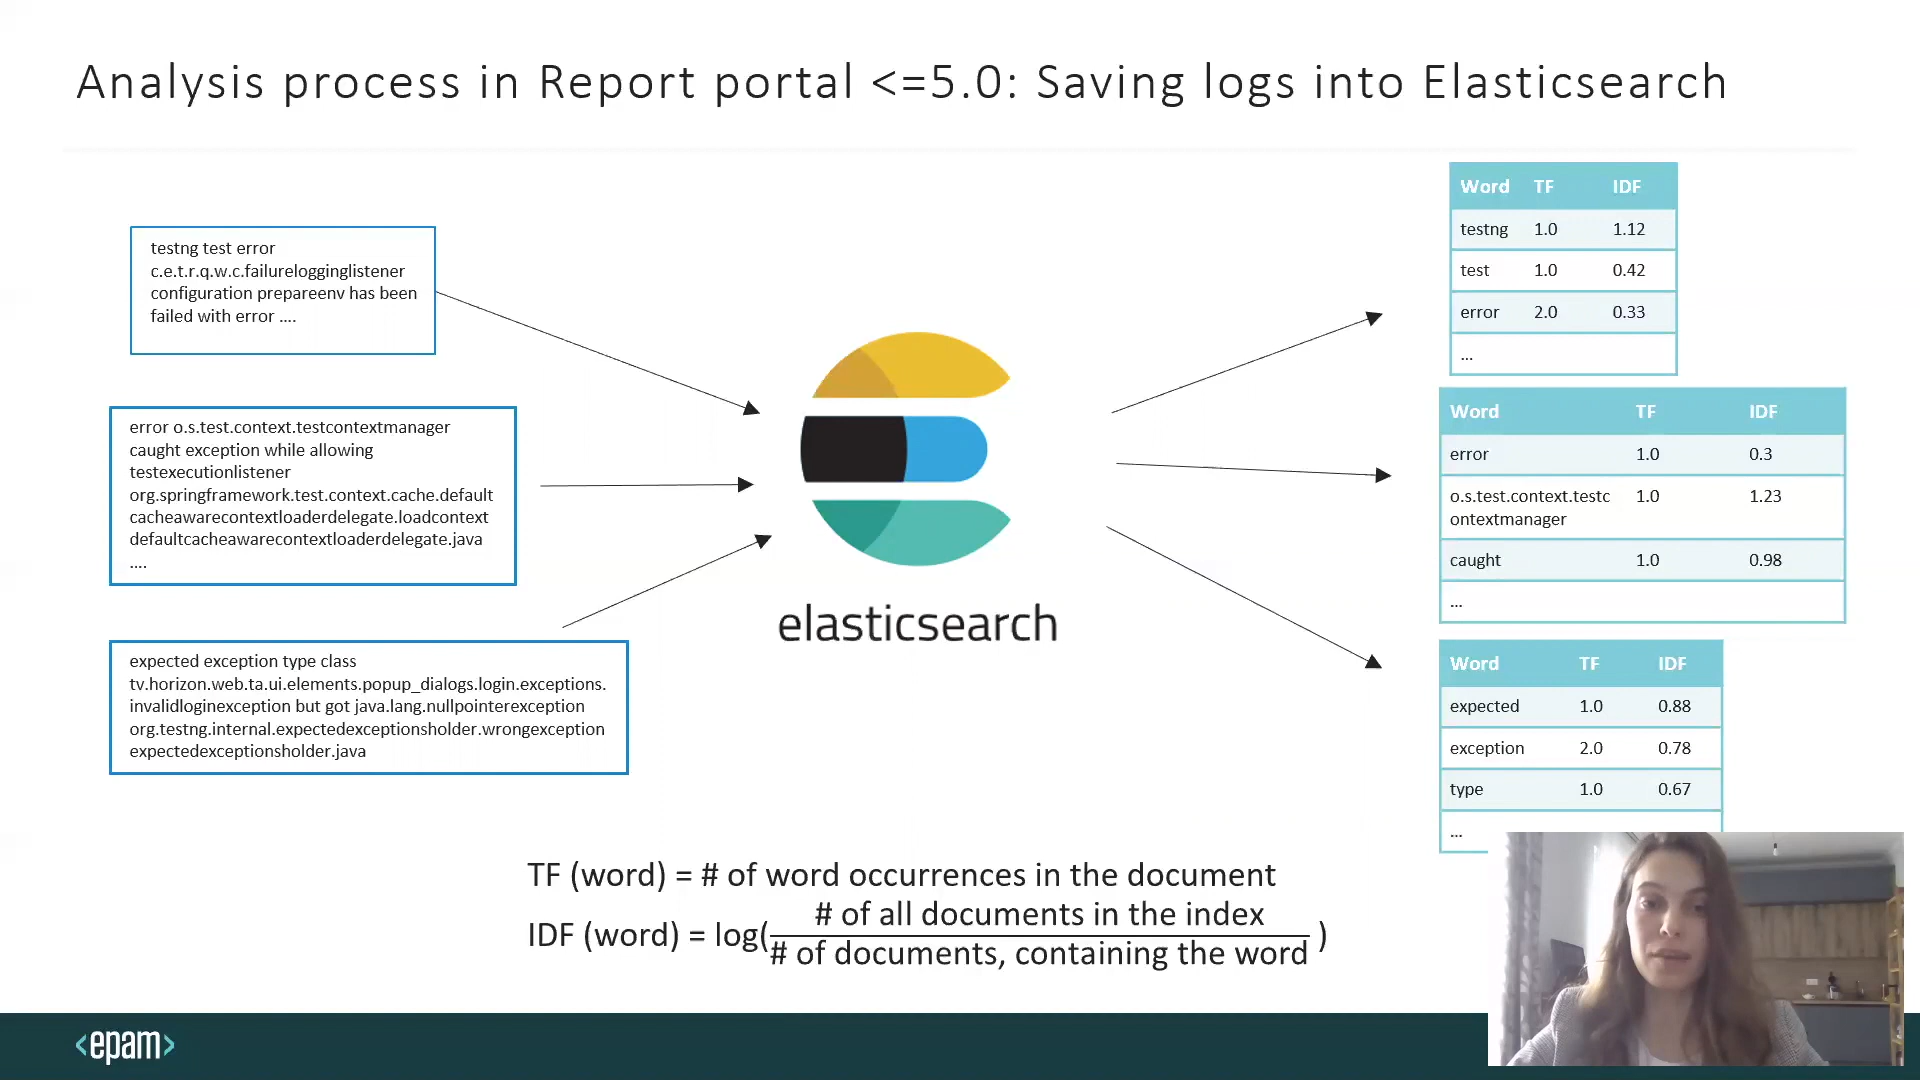 Analysis process in Report portal <=5.0: Saving logs into Elasticsearch
testng test error
c.e.t.r.q.w.c.failurelogginglistener
configuration prepareenv has been
failed with error ....
error o.s.test.context.testcontextmanager
caught exception while allowing
testexecutionlistener
org.springframework.test.context.cache.default
cacheawarecontextloaderdelegate.loadcontext
defaultcacheawarecontextloaderdelegate.java
....
expected exception type class
tv.horizon.web.ta.ui.elements.popup_dialogs.login.exceptions.
invalidloginexception but got java.lang.nullpointerexception
org.testng.internal.expectedexceptionsholder.wrongexception
expectedexceptionsholder.java
elasticsearch
Word TF IDF
testng 1.0 1.12
test 1.0 0.42
error 2.0 0.33
...
Word TF IDF
error 1.0 0.3
o.s.test.context.testc 1.0 1.23
ontextmanager
caught 1.0 0.98
...
Word TF IDF
expected 1.0 0.88
exception 2.0 0.78
type 1.0 0.67
...
TF (word) = # of word occurrences in the document
# of all documents in the index
IDF (word) = log( )
# of documents, containing the word
<epam>